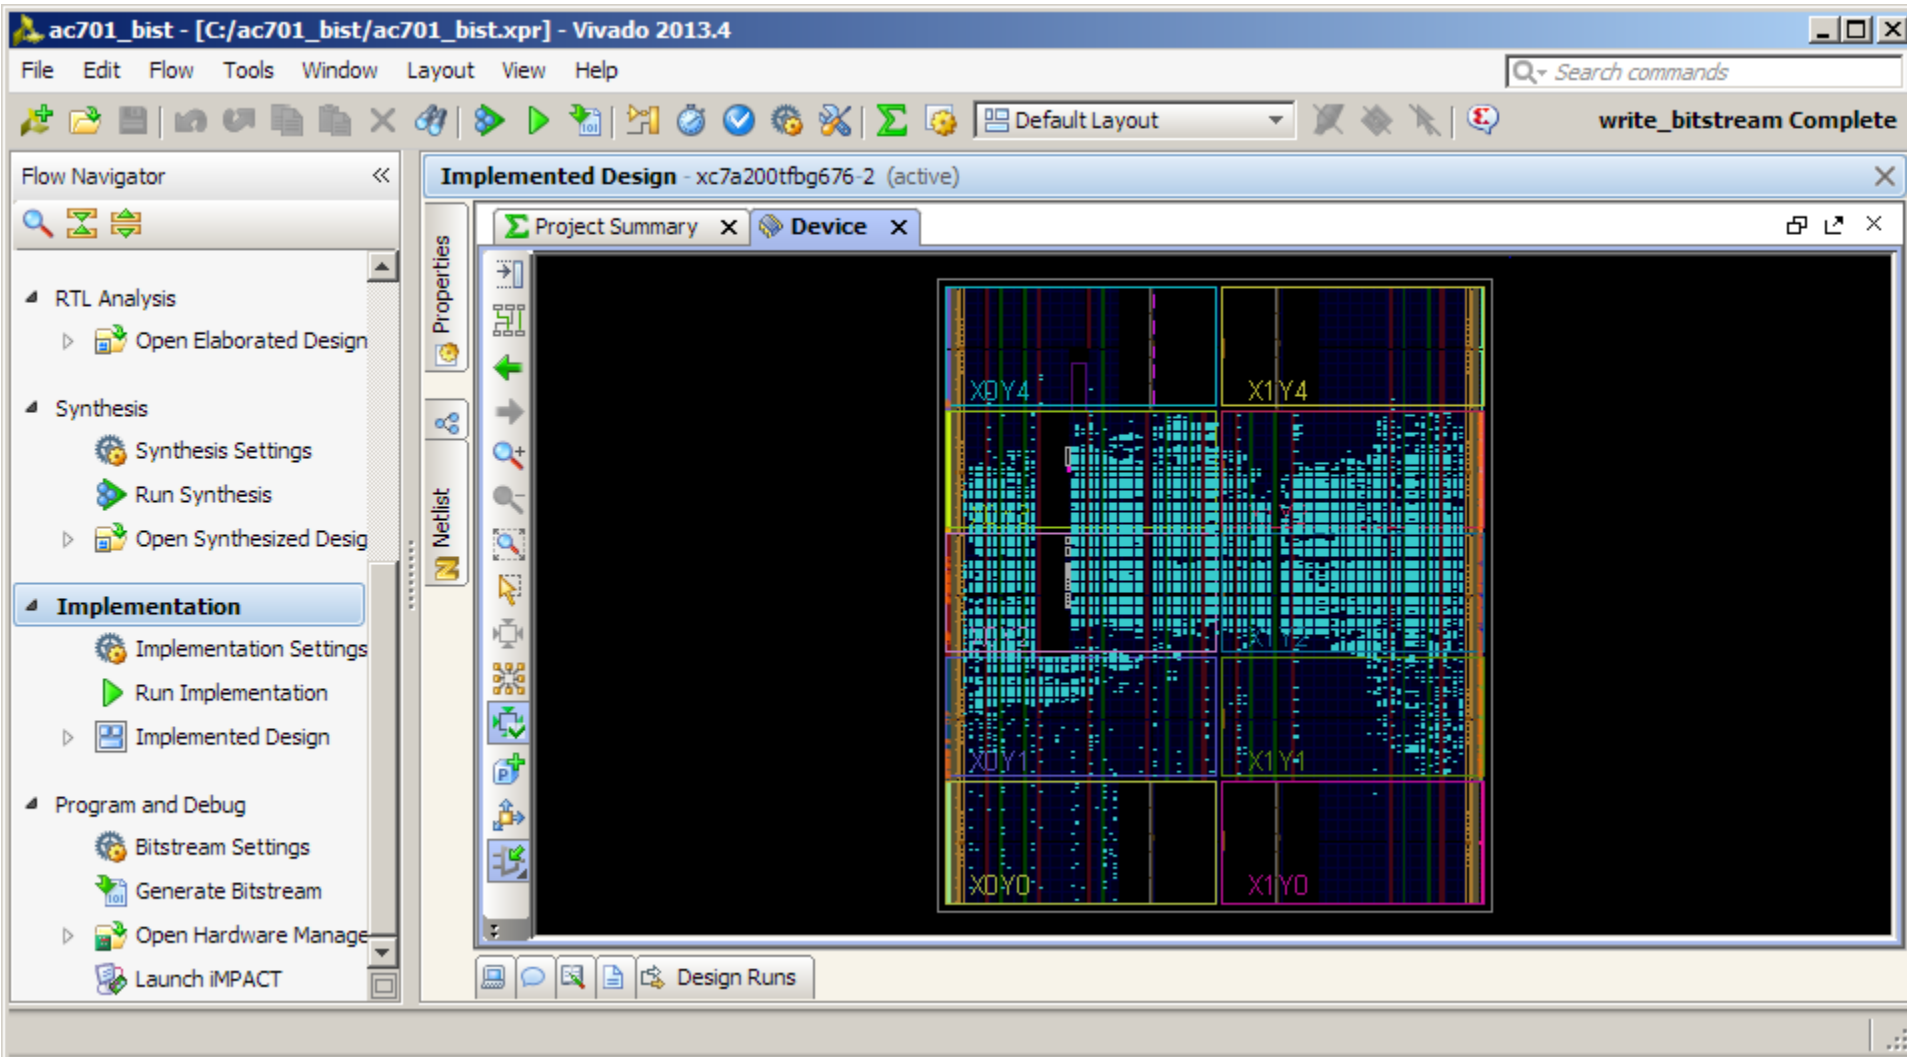 ac701_bist - [C:/ac701_bist/ac701_bist.xpr] - Vivado 2013.4
File Edit Flow Tools Window Layout View Help
Search commands
Default Layout
write_bitstream Complete
Flow Navigator
RTL Analysis
Open Elaborated Design
Synthesis
Synthesis Settings
Run Synthesis
Open Synthesized Desig
Implementation
Implementation Settings
Run Implementation
Implemented Design
Program and Debug
Bitstream Settings
Generate Bitstream
Open Hardware Manage
Launch iMPACT
Implemented Design - xc7a200tfbg676-2 (active)
Properties
Netlist
Project Summary
Device
X0Y4 X1Y4
X1Y2
X0Y1 X1Y1
X0Y0 X1Y0
Design Runs